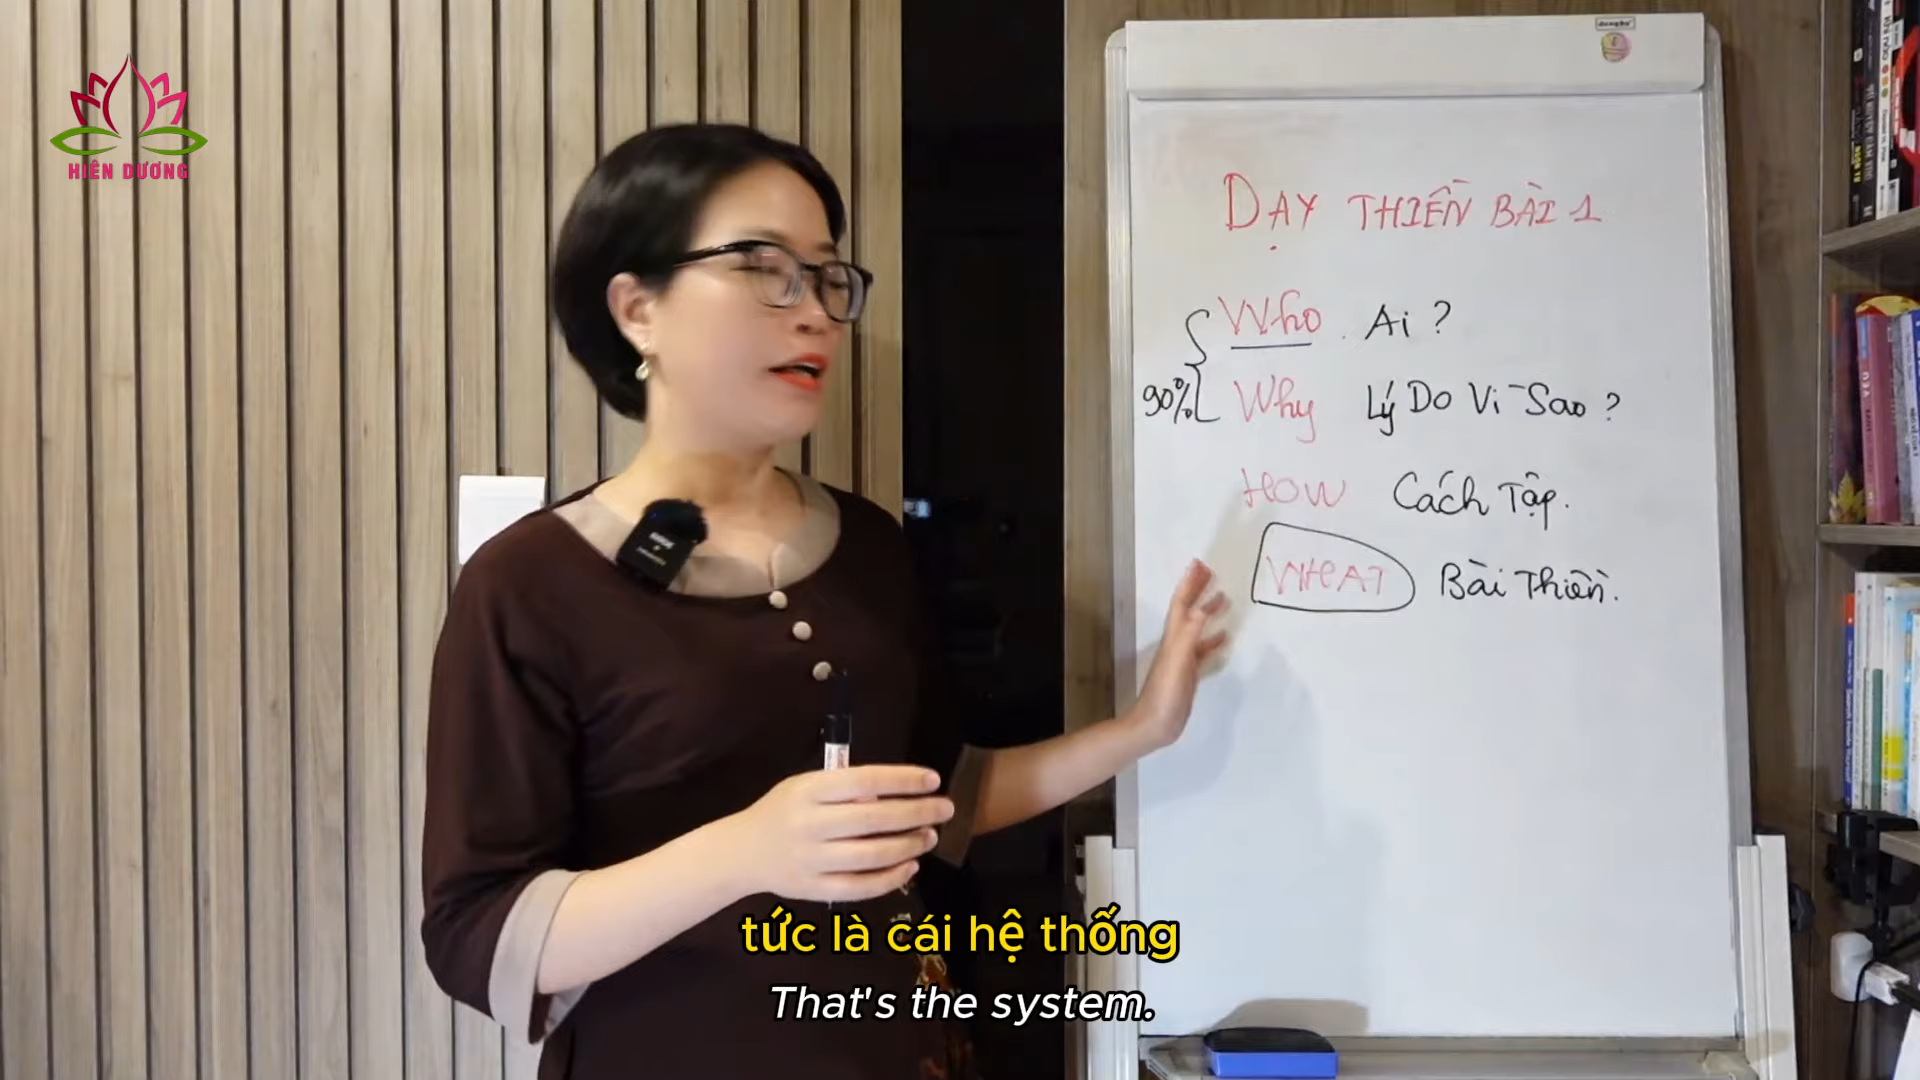 HIÊN DƯƠNG
DẠY THIỀN BÀI 1
Who. Ai?
90% Why Lý Do Vì Sao?
HOW Cách Tập.
WHAT Bài Thiền.
tức là cái hệ thống
That's the system.